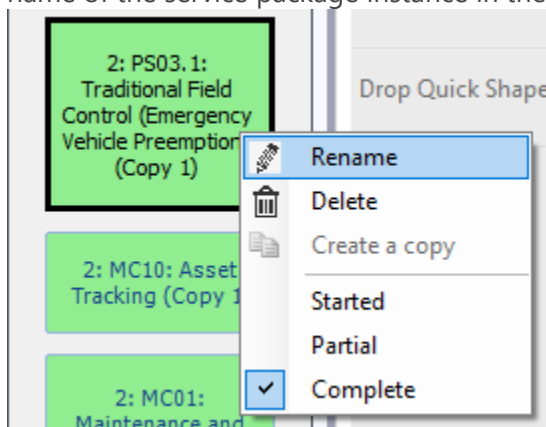 name of the service package instance in the
2: PS03.1:
Traditional Field
Control (Emergency
Vehicle Preemption
(Copy 1)
Drop Quick Shape
Rename
Delete
Create a copy
Started
Partial
Complete
2: MC10: Asset
Tracking (Copy 1
2: MC01:
Maintenance and